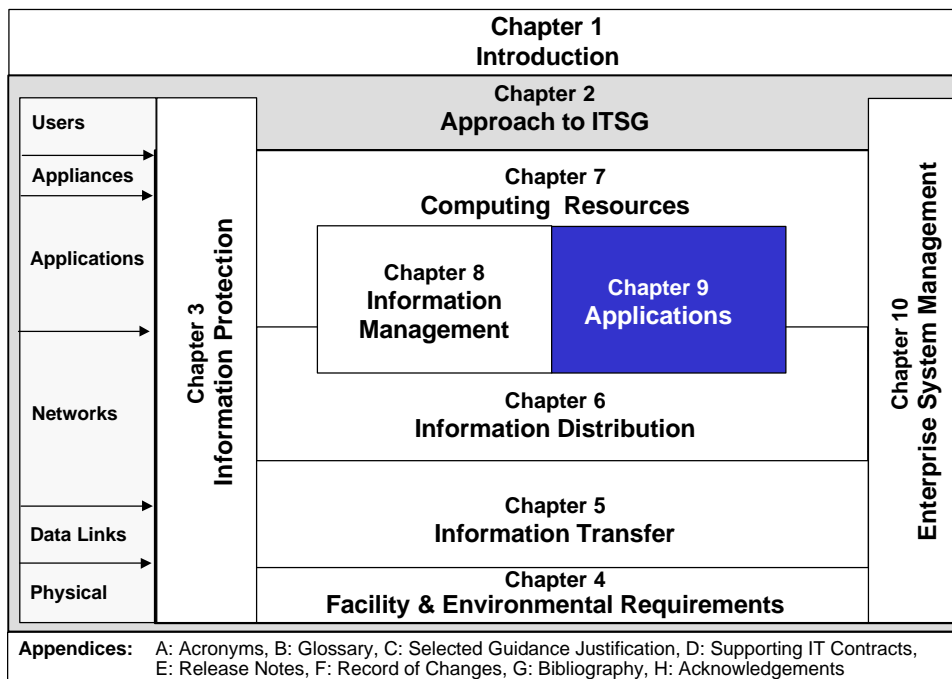 Chapter 1
Introduction
Chapter 2
Approach to ITSG
Users
Appliances
Applications
Networks
Data Links
Physical
Chapter 3
Information Protection
Chapter 7
Computing Resources
Chapter 8
Information
Management
Chapter 9
Applications
Chapter 6
Information Distribution
Chapter 5
Information Transfer
Chapter 4
Facility & Environmental Requirements
Chapter 10
Enterprise System Management
Appendices: A: Acronyms, B: Glossary, C: Selected Guidance Justification, D: Supporting IT Contracts,
E: Release Notes, F: Record of Changes, G: Bibliography, H: Acknowledgements